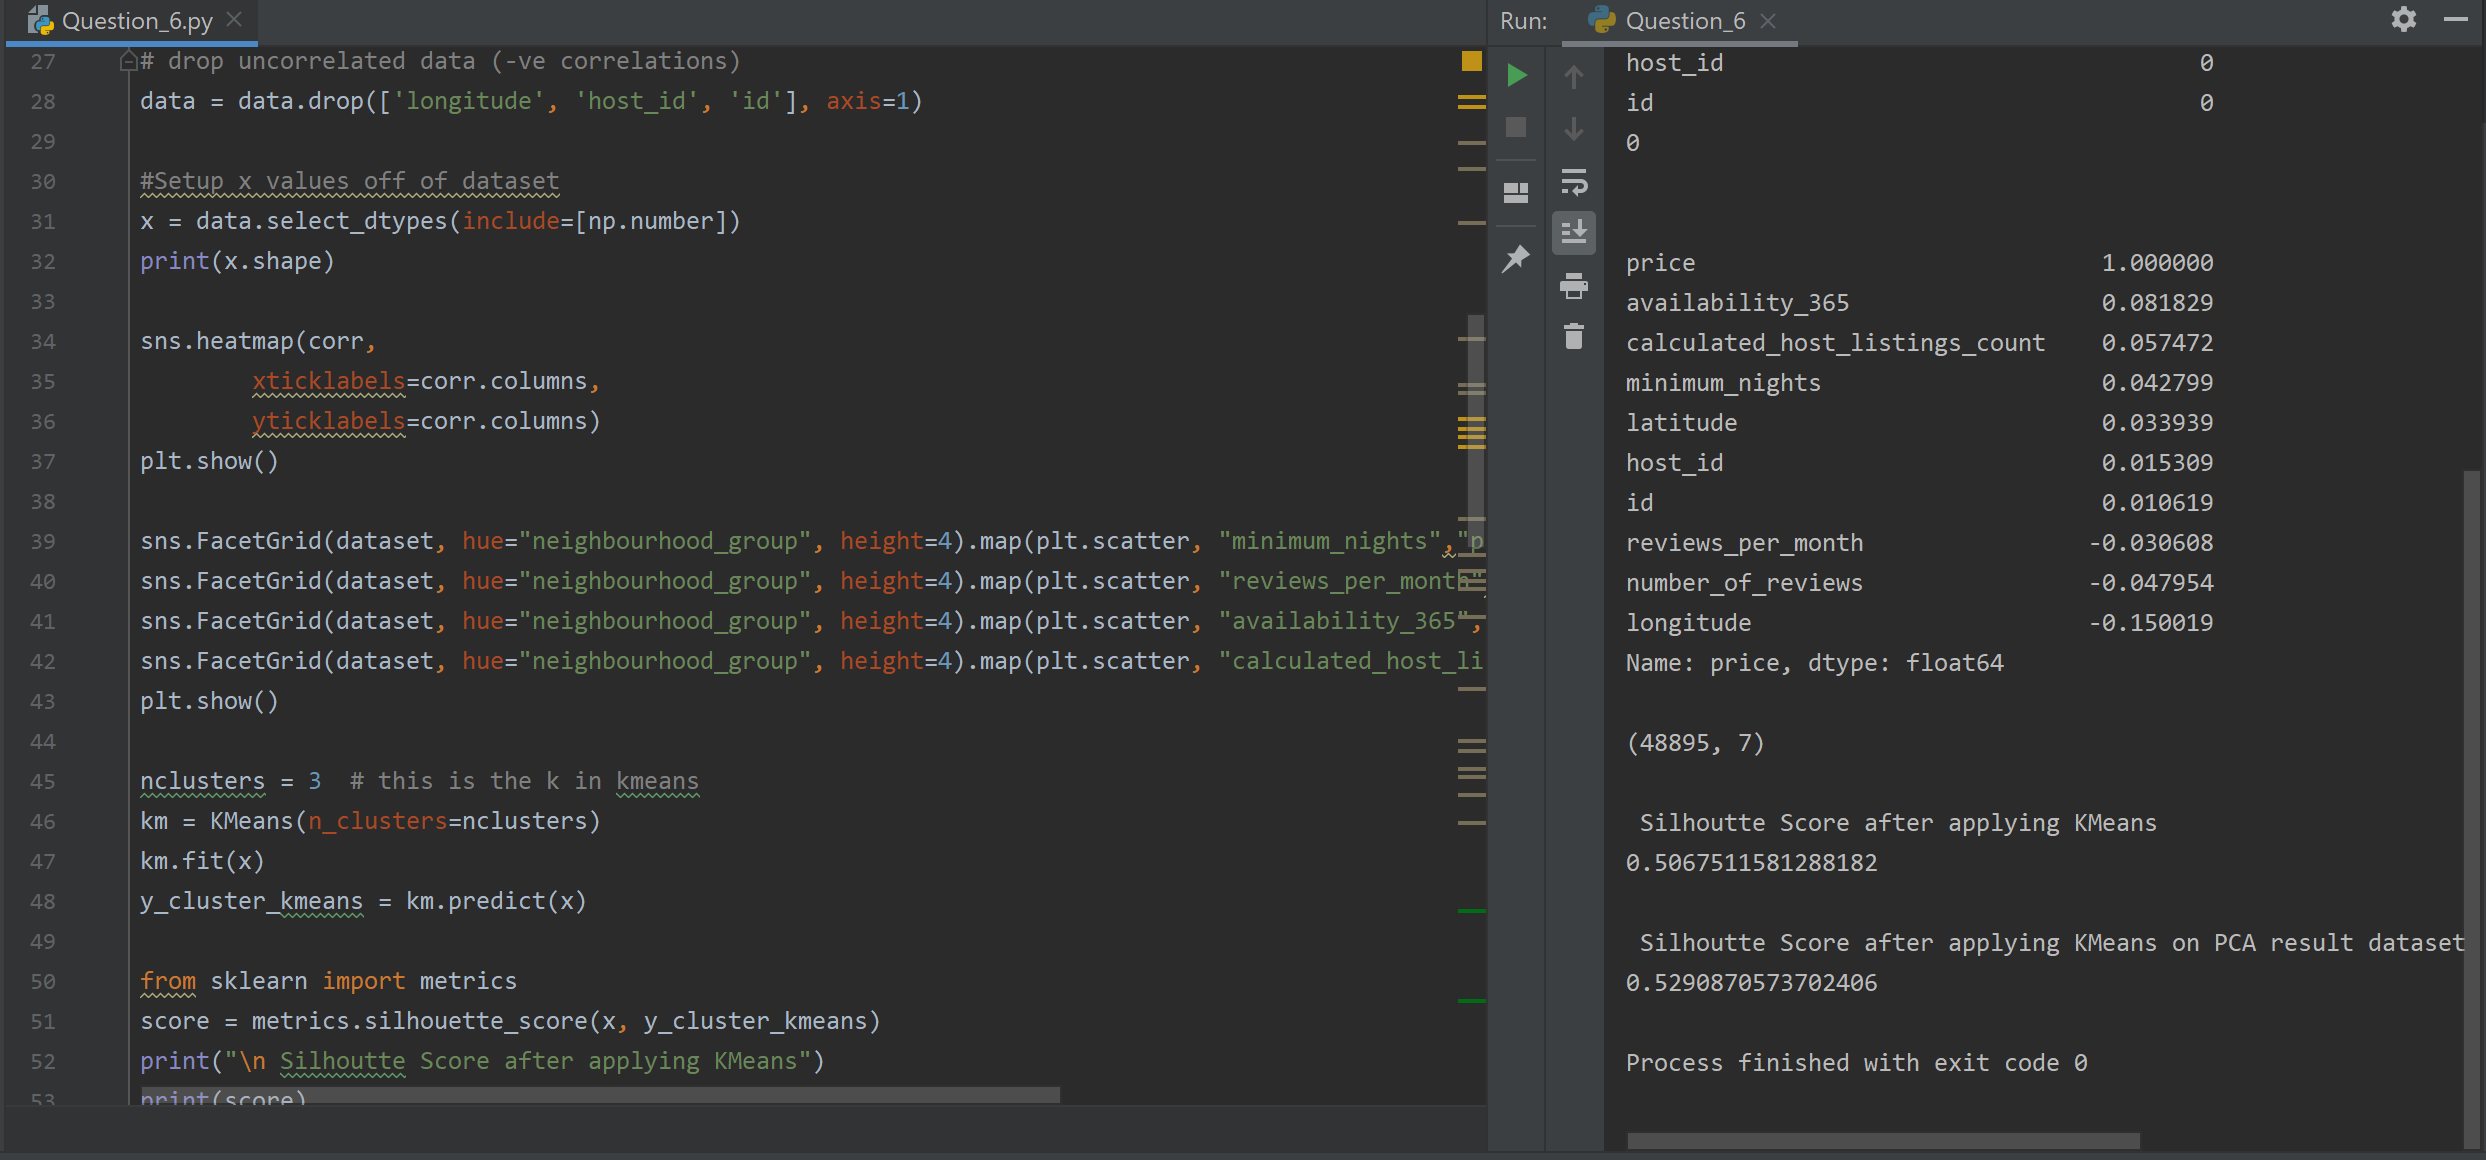 Question_6.py
27 # drop uncorrelated data (-ve correlations)
28 data = data.drop(['longitude', 'host_id', 'id'], axis=1)
29
30 #Setup x values off of dataset
31 x = data.select_dtypes(include=[np.number])
32 print(x.shape)
33
34 sns.heatmap(corr,
35 xticklabels=corr.columns,
36 yticklabels=corr.columns)
37 plt.show()
38
39 sns.FacetGrid(dataset, hue="neighbourhood_group", height=4).map(plt.scatter, "minimum_nights","p
40 sns.FacetGrid(dataset, hue="neighbourhood_group", height=4).map(plt.scatter, "reviews_per_month",
41 sns.FacetGrid(dataset, hue="neighbourhood_group", height=4).map(plt.scatter, "availability_365",
42 sns.FacetGrid(dataset, hue="neighbourhood_group", height=4).map(plt.scatter, "calculated_host_li
43 plt.show()
44
45 nclusters = 3  # this is the k in kmeans
46 km = KMeans(n_clusters=nclusters)
47 km.fit(x)
48 y_cluster_kmeans = km.predict(x)
49
50 from sklearn import metrics
51 score = metrics.silhouette_score(x, y_cluster_kmeans)
52 print("\n Silhoutte Score after applying KMeans")
53 print(score)
Run: Question_6
host_id 0
id 0
0
price 1.000000
availability_365 0.081829
calculated_host_listings_count 0.057472
minimum_nights 0.042799
latitude 0.033939
host_id 0.015309
id 0.010619
reviews_per_month -0.030608
number_of_reviews -0.047954
longitude -0.150019
Name: price, dtype: float64
(48895, 7)
Silhoutte Score after applying KMeans
0.5067511581288182
Silhoutte Score after applying KMeans on PCA result dataset
0.5290870573702406
Process finished with exit code 0